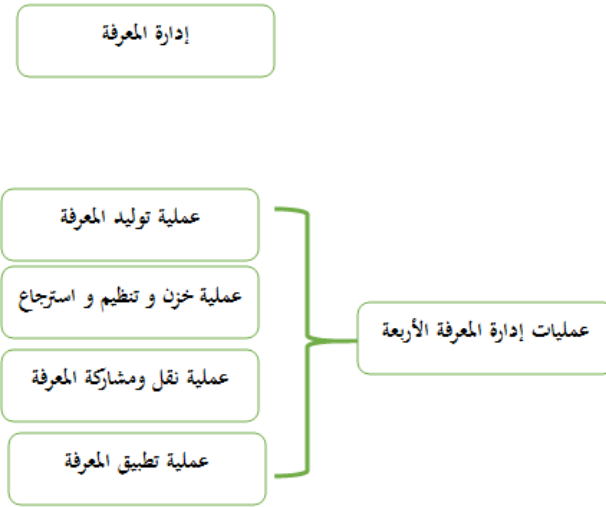 إدارة المعرفة
عملية توليد المعرفة
عملية خزن و تنظيم و استرجاع
عمليات إدارة المعرفة الأربعة
عملية نقل ومشاركة المعرفة
عملية تطبيق المعرفة